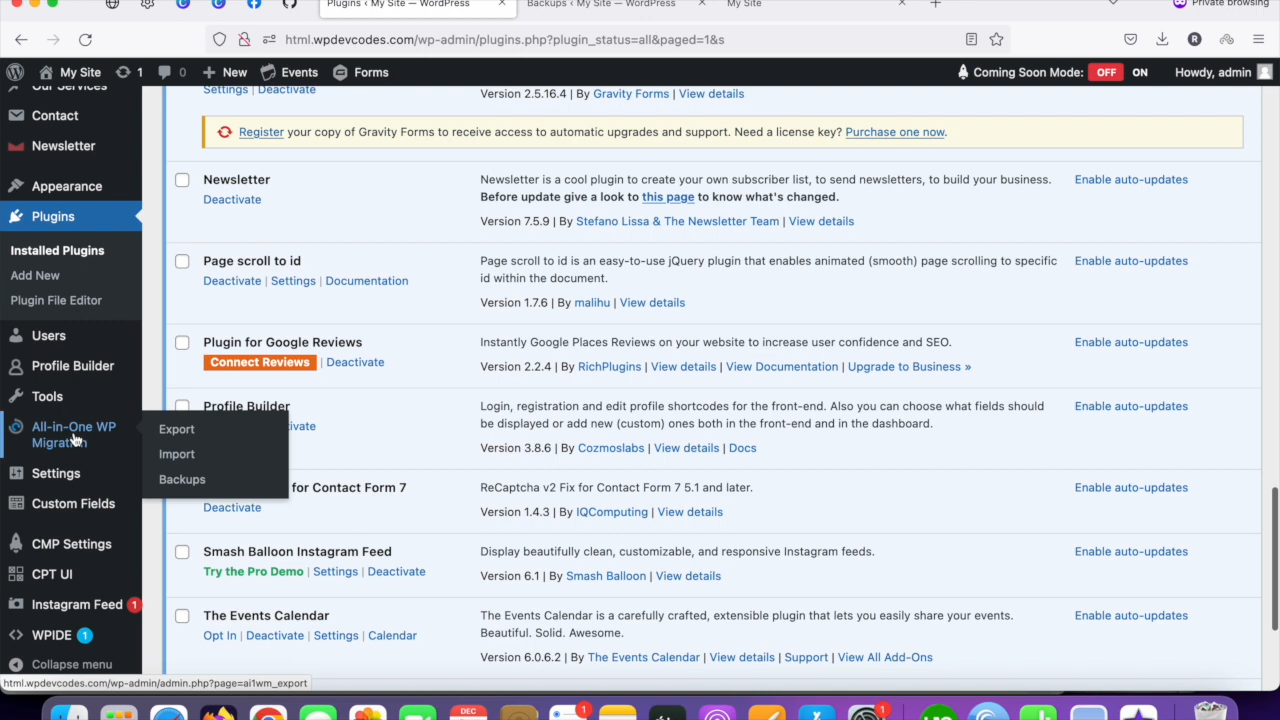 Plugins ‹ My Site — WordPress
Backups ‹ My Site — WordPress
My Site
Private browsing
html.wpdevcodes.com/wp-admin/plugins.php?plugin_status=all&paged=1&s
My Site 1 0 New Events Forms
Coming Soon Mode: OFF ON Howdy, admin
Our Services
Contact
Newsletter
Appearance
Plugins
Installed Plugins
Add New
Plugin File Editor
Users
Profile Builder
Tools
All-in-One WP
Migration
Export
Import
Backups
Settings
Custom Fields
CMP Settings
CPT UI
Instagram Feed 1
WPIDE 1
Collapse menu
Settings | Deactivate
Version 2.5.16.4 | By Gravity Forms | View details
Register your copy of Gravity Forms to receive access to automatic upgrades and support. Need a license key? Purchase one now.
Newsletter
Deactivate
Newsletter is a cool plugin to create your own subscriber list, to send newsletters, to build your business.
Before update give a look to this page to know what's changed.
Version 7.5.9 | By Stefano Lissa & The Newsletter Team | View details
Enable auto-updates
Page scroll to id
Deactivate | Settings | Documentation
Page scroll to id is an easy-to-use jQuery plugin that enables animated (smooth) page scrolling to specific
id within the document.
Version 1.7.6 | By malihu | View details
Enable auto-updates
Plugin for Google Reviews
Connect Reviews | Deactivate
Instantly Google Places Reviews on your website to increase user confidence and SEO.
Version 2.2.4 | By RichPlugins | View details | View Documentation | Upgrade to Business »
Enable auto-updates
Profile Builder
Login, registration and edit profile shortcodes for the front-end. Also you can choose what fields should
be displayed or add new (custom) ones both in the front-end and in the dashboard.
Version 3.8.6 | By Cozmoslabs | View details | Docs
Enable auto-updates
for Contact Form 7
Deactivate
ReCaptcha v2 Fix for Contact Form 7 5.1 and later.
Version 1.4.3 | By IQComputing | View details
Enable auto-updates
Smash Balloon Instagram Feed
Try the Pro Demo | Settings | Deactivate
Display beautifully clean, customizable, and responsive Instagram feeds.
Version 6.1 | By Smash Balloon | View details
Enable auto-updates
The Events Calendar
Opt In | Deactivate | Settings | Calendar
The Events Calendar is a carefully crafted, extensible plugin that lets you easily share your events.
Beautiful. Solid. Awesome.
Version 6.0.6.2 | By The Events Calendar | View details | Support | View All Add-Ons
Enable auto-updates
html.wpdevcodes.com/wp-admin/admin.php?page=ai1wm_export
DEC
1
1